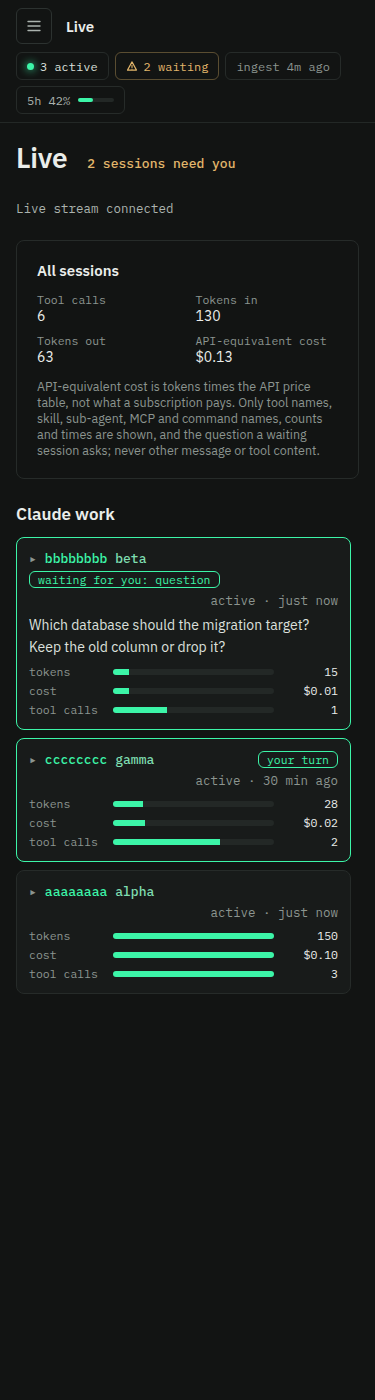 Live
3 active
2 waiting
ingest 4m ago
5h 42%
Live 2 sessions need you
Live stream connected
All sessions
Tool calls Tokens in
6 130
Tokens out API-equivalent cost
63 $0.13
API-equivalent cost is tokens times the API price
table, not what a subscription pays. Only tool names,
skill, sub-agent, MCP and command names, counts
and times are shown, and the question a waiting
session asks; never other message or tool content.
Claude work
▸ bbbbbbbb beta
waiting for you: question
active · just now
Which database should the migration target?
Keep the old column or drop it?
tokens 15
cost $0.01
tool calls 1
▸ cccccccc gamma your turn
active · 30 min ago
tokens 28
cost $0.02
tool calls 2
▸ aaaaaaaa alpha
active · just now
tokens 150
cost $0.10
tool calls 3